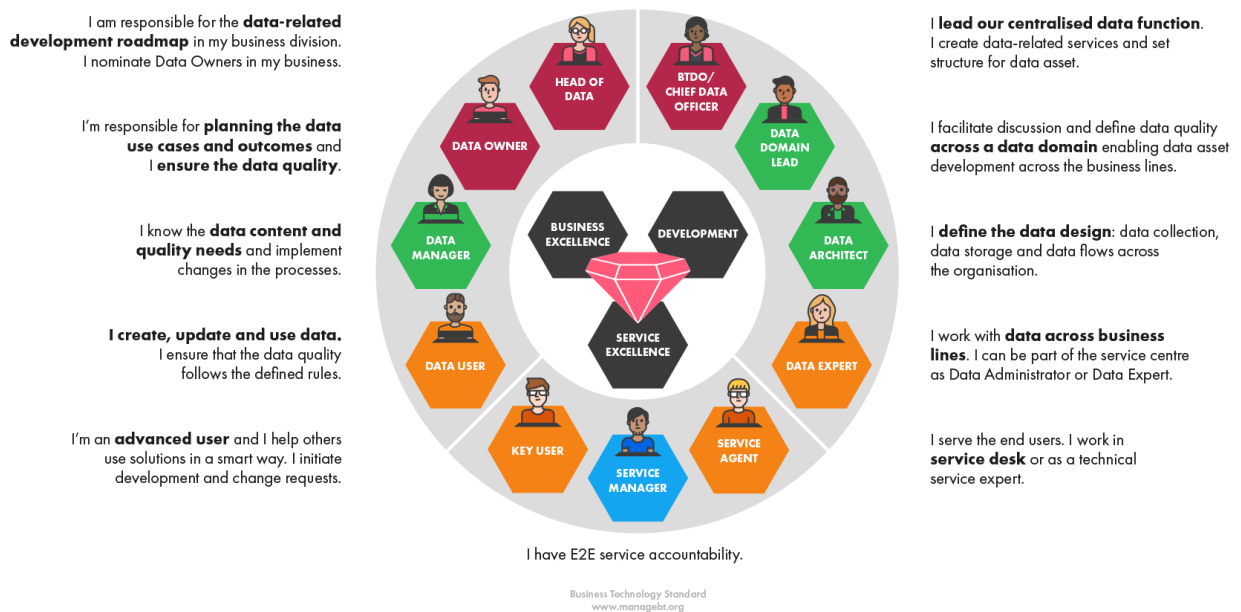 I am responsible for the data-related
development roadmap in my business division.
I nominate Data Owners in my business.
I'm responsible for planning the data
use cases and outcomes and
I ensure the data quality.
I know the data content and
quality needs and implement
changes in the processes.
I create, update and use data.
I ensure that the data quality
follows the defined rules.
I'm an advanced user and I help others
use solutions in a smart way. I initiate
development and change requests.
HEAD OF
DATA
BTDO/
CHIEF DATA
OFFICER
DATA OWNER
DATA
DOMAIN
LEAD
DATA
MANAGER
BUSINESS
EXCELLENCE
DEVELOPMENT
DATA
ARCHITECT
SERVICE
EXCELLENCE
DATA USER
DATA EXPERT
KEY USER
SERVICE
MANAGER
SERVICE
AGENT
I lead our centralised data function.
I create data-related services and set
structure for data asset.
I facilitate discussion and define data quality
across a data domain enabling data asset
development across the business lines.
I define the data design: data collection,
data storage and data flows across
the organisation.
I work with data across business
lines. I can be part of the service centre
as Data Administrator or Data Expert.
I serve the end users. I work in
service desk or as a technical
service expert.
I have E2E service accountability.
Business Technology Standard
www.managebt.org